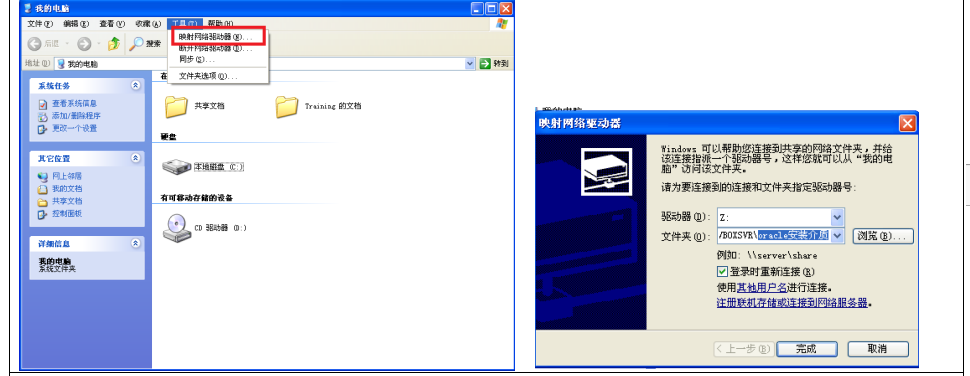 我的电脑
文件(F) 编辑(E) 查看(V) 收藏(A) 工具(T) 帮助(H)
映射网络驱动器(N)...
断开网络驱动器(D)...
同步(S)...
文件夹选项(O)...
后退
搜索
地址(D) 我的电脑
转到
系统任务
查看系统信息
添加/删除程序
更改一个设置
其它位置
网上邻居
我的文档
共享文档
控制面板
详细信息
我的电脑
系统文件夹
在
共享文档
Training 的文档
硬盘
本地磁盘 (C:)
有可移动存储的设备
CD 驱动器 (D:)
我的电脑
映射网络驱动器
Windows 可以帮助您连接到共享的网络文件夹，并给
该连接指派一个驱动器号，这样您就可以从“我的电
脑”访问该文件夹。
请为要连接到的连接和文件夹指定驱动器号:
驱动器(D): Z:
文件夹(O): /BOXSVR\oracle安装介质 浏览(B)...
例如: \\server\share
登录时重新连接(R)
使用其他用户名进行连接。
注册联机存储或连接到网络服务器。
<上一步(B) 完成 取消